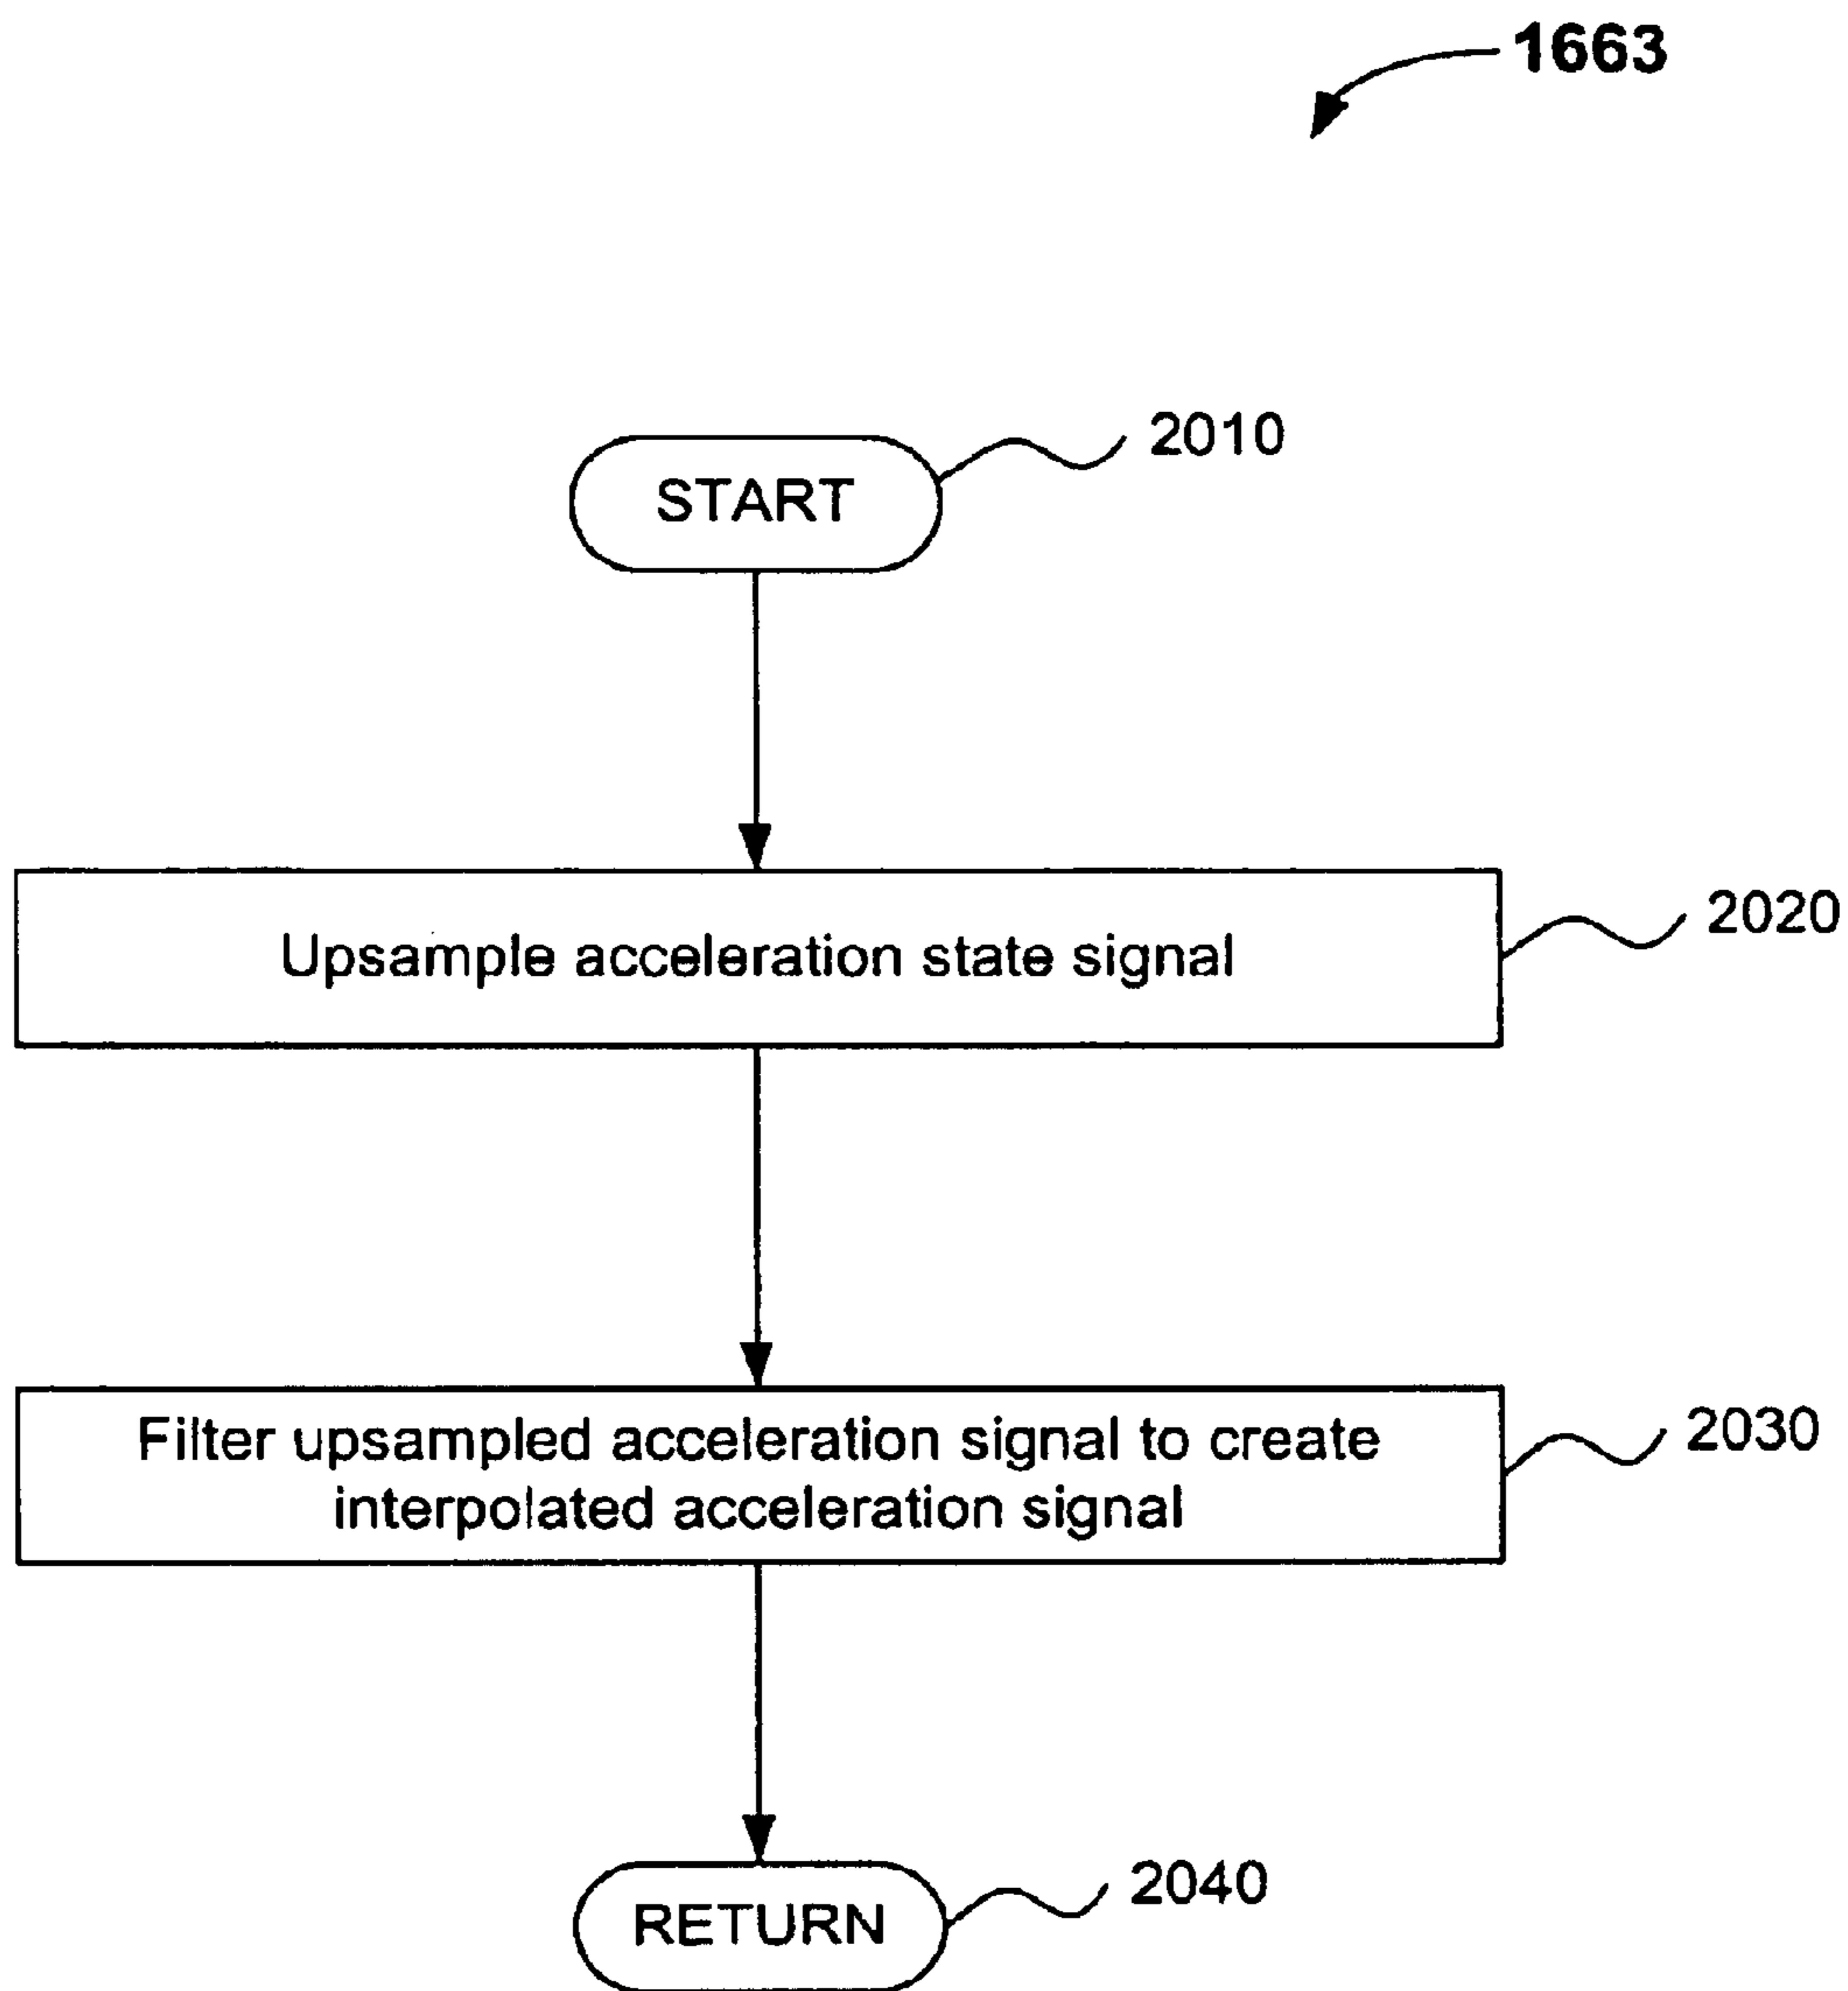 1663
2010
START
2020
Upsample acceleration state signal
2030
Filter upsampled acceleration signal to create
interpolated acceleration signal
2040
RETURN